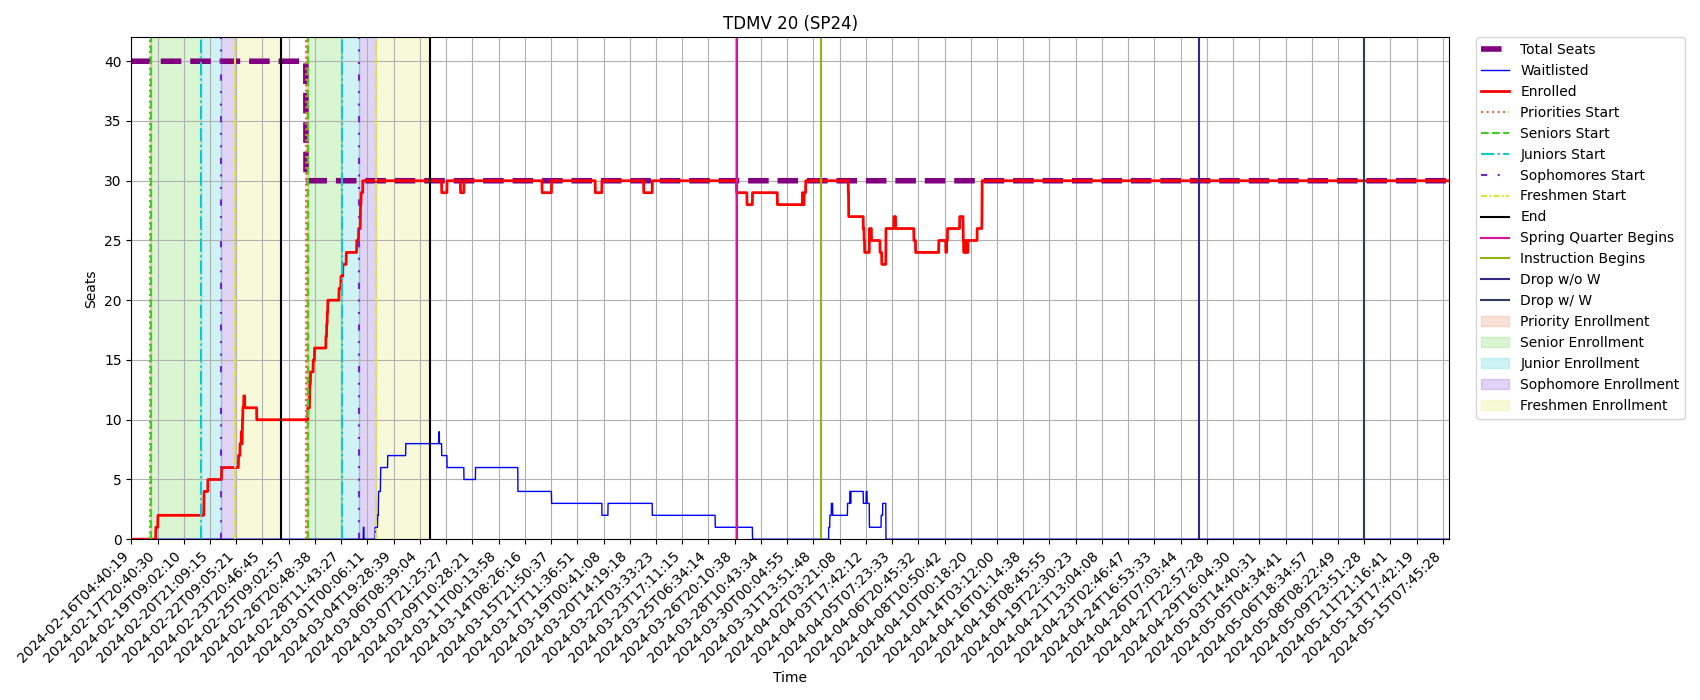 TDMV 20 (SP24)
Seats
40
35
30
25
20
15
10
5
0
2024-02-16T04:40:19
2024-02-17T20:40:30
2024-02-19T09:02:10
2024-02-20T21:09:15
2024-02-22T09:05:21
2024-02-23T20:46:45
2024-02-25T09:02:57
2024-02-26T20:48:38
2024-02-28T11:43:27
2024-03-01T00:06:11
2024-03-04T19:28:39
2024-03-06T08:39:04
2024-03-07T21:25:27
2024-03-09T10:28:21
2024-03-11T00:13:58
2024-03-14T08:26:16
2024-03-15T21:50:37
2024-03-17T11:36:51
2024-03-19T00:41:08
2024-03-20T14:19:18
2024-03-22T03:33:23
2024-03-23T17:11:15
2024-03-25T06:34:14
2024-03-26T20:10:38
2024-03-28T10:43:34
2024-03-30T00:04:55
2024-03-31T13:51:48
2024-04-02T03:21:08
2024-04-03T17:42:12
2024-04-05T07:23:33
2024-04-06T20:45:32
2024-04-08T10:50:42
2024-04-10T00:18:20
2024-04-14T03:12:00
2024-04-16T01:14:38
2024-04-18T08:45:55
2024-04-19T22:30:23
2024-04-21T13:04:08
2024-04-23T02:46:47
2024-04-24T16:53:33
2024-04-26T07:03:44
2024-04-27T22:57:28
2024-04-29T16:04:30
2024-05-03T14:40:31
2024-05-05T04:34:41
2024-05-06T18:34:57
2024-05-08T08:22:49
2024-05-09T23:51:28
2024-05-11T21:16:41
2024-05-13T17:42:19
2024-05-15T07:45:28
Time
Total Seats
Waitlisted
Enrolled
Priorities Start
Seniors Start
Juniors Start
Sophomores Start
Freshmen Start
End
Spring Quarter Begins
Instruction Begins
Drop w/o W
Drop w/ W
Priority Enrollment
Senior Enrollment
Junior Enrollment
Sophomore Enrollment
Freshmen Enrollment